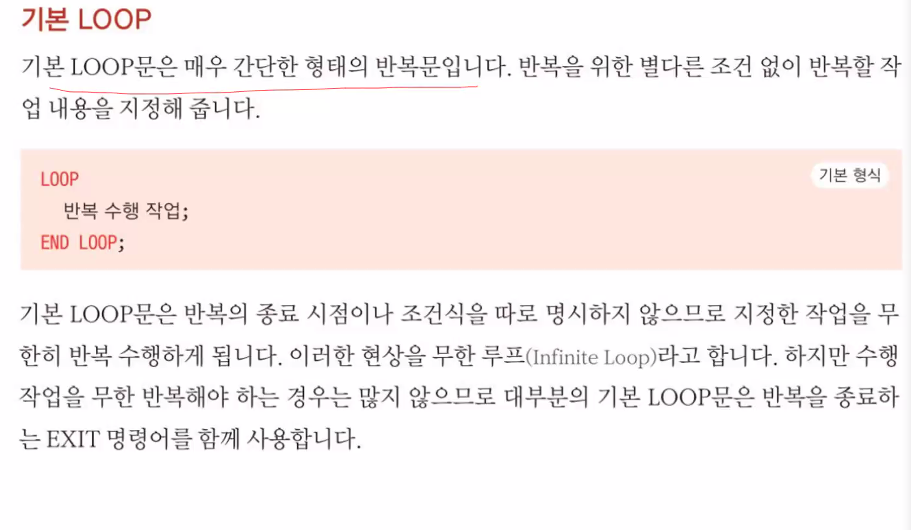 기본 LOOP
기본 LOOP문은 매우 간단한 형태의 반복문입니다. 반복을 위한 별다른 조건 없이 반복할 작
업 내용을 지정해 줍니다.
LOOP
기본 형식
반복 수행 작업;
END LOOP;
기본 LOOP문은 반복의 종료 시점이나 조건식을 따로 명시하지 않으므로 지정한 작업을 무
한히 반복 수행하게 됩니다. 이러한 현상을 무한 루프(Infinite Loop)라고 합니다. 하지만 수행
작업을 무한 반복해야 하는 경우는 많지 않으므로 대부분의 기본 LOOP문은 반복을 종료하
는 EXIT 명령어를 함께 사용합니다.